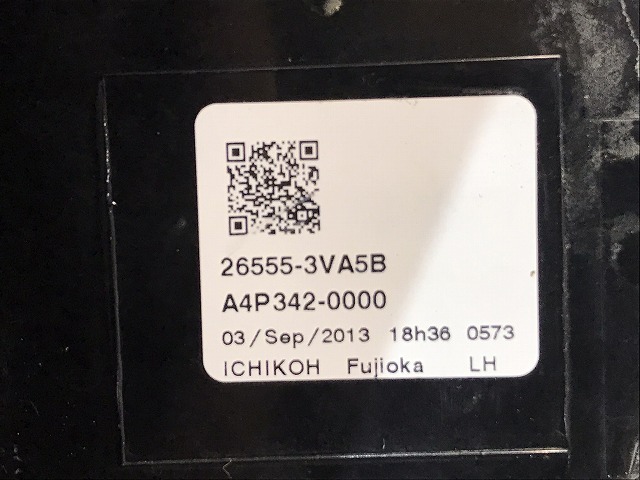 26555-3VA5B
A4P342-0000
03/Sep/2013 18h36 0573
ICHIKOH Fujioka LH